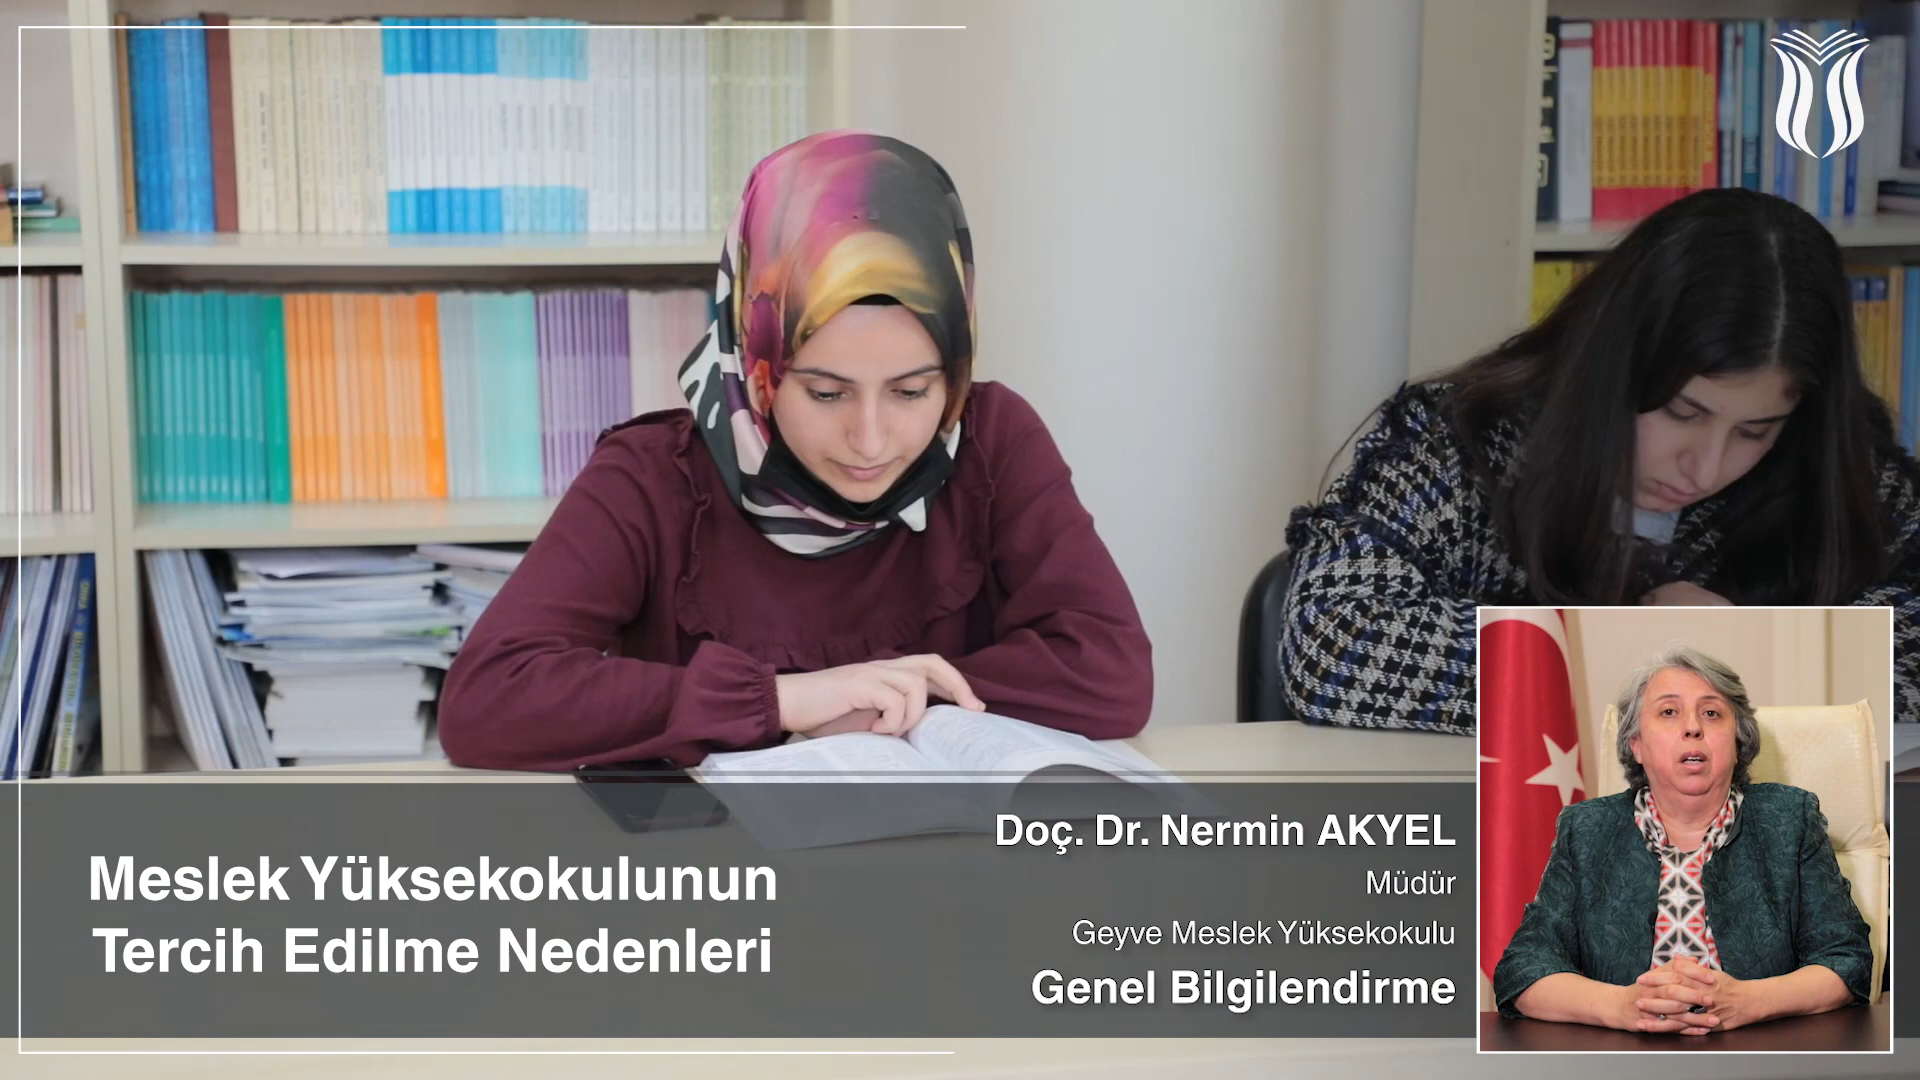 Meslek Yüksekokulunun
Tercih Edilme Nedenleri
Doç. Dr. Nermin AKYEL
Müdür
Geyve Meslek Yüksekokulu
Genel Bilgilendirme